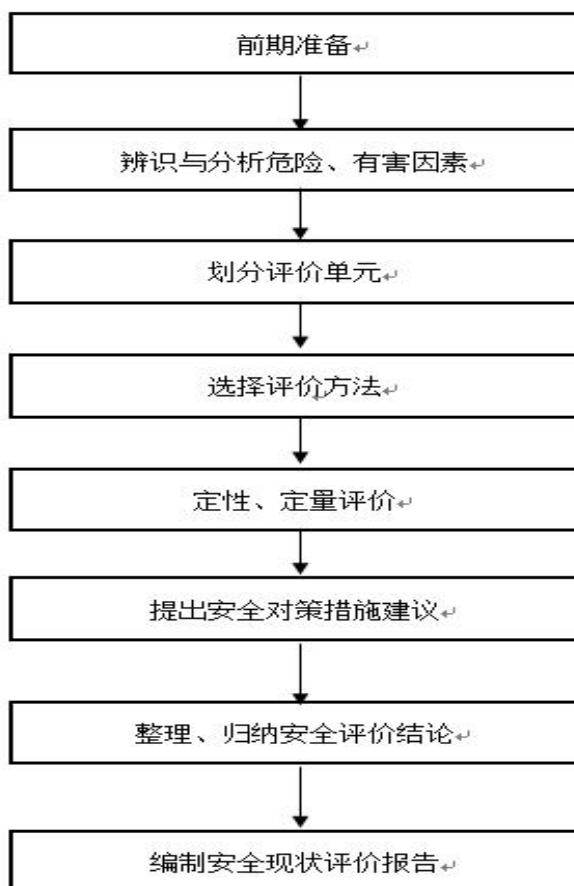 前期准备
辨识与分析危险、有害因素
划分评价单元
选择评价方法
定性、定量评价
提出安全对策措施建议
整理、归纳安全评价结论
编制安全现状评价报告